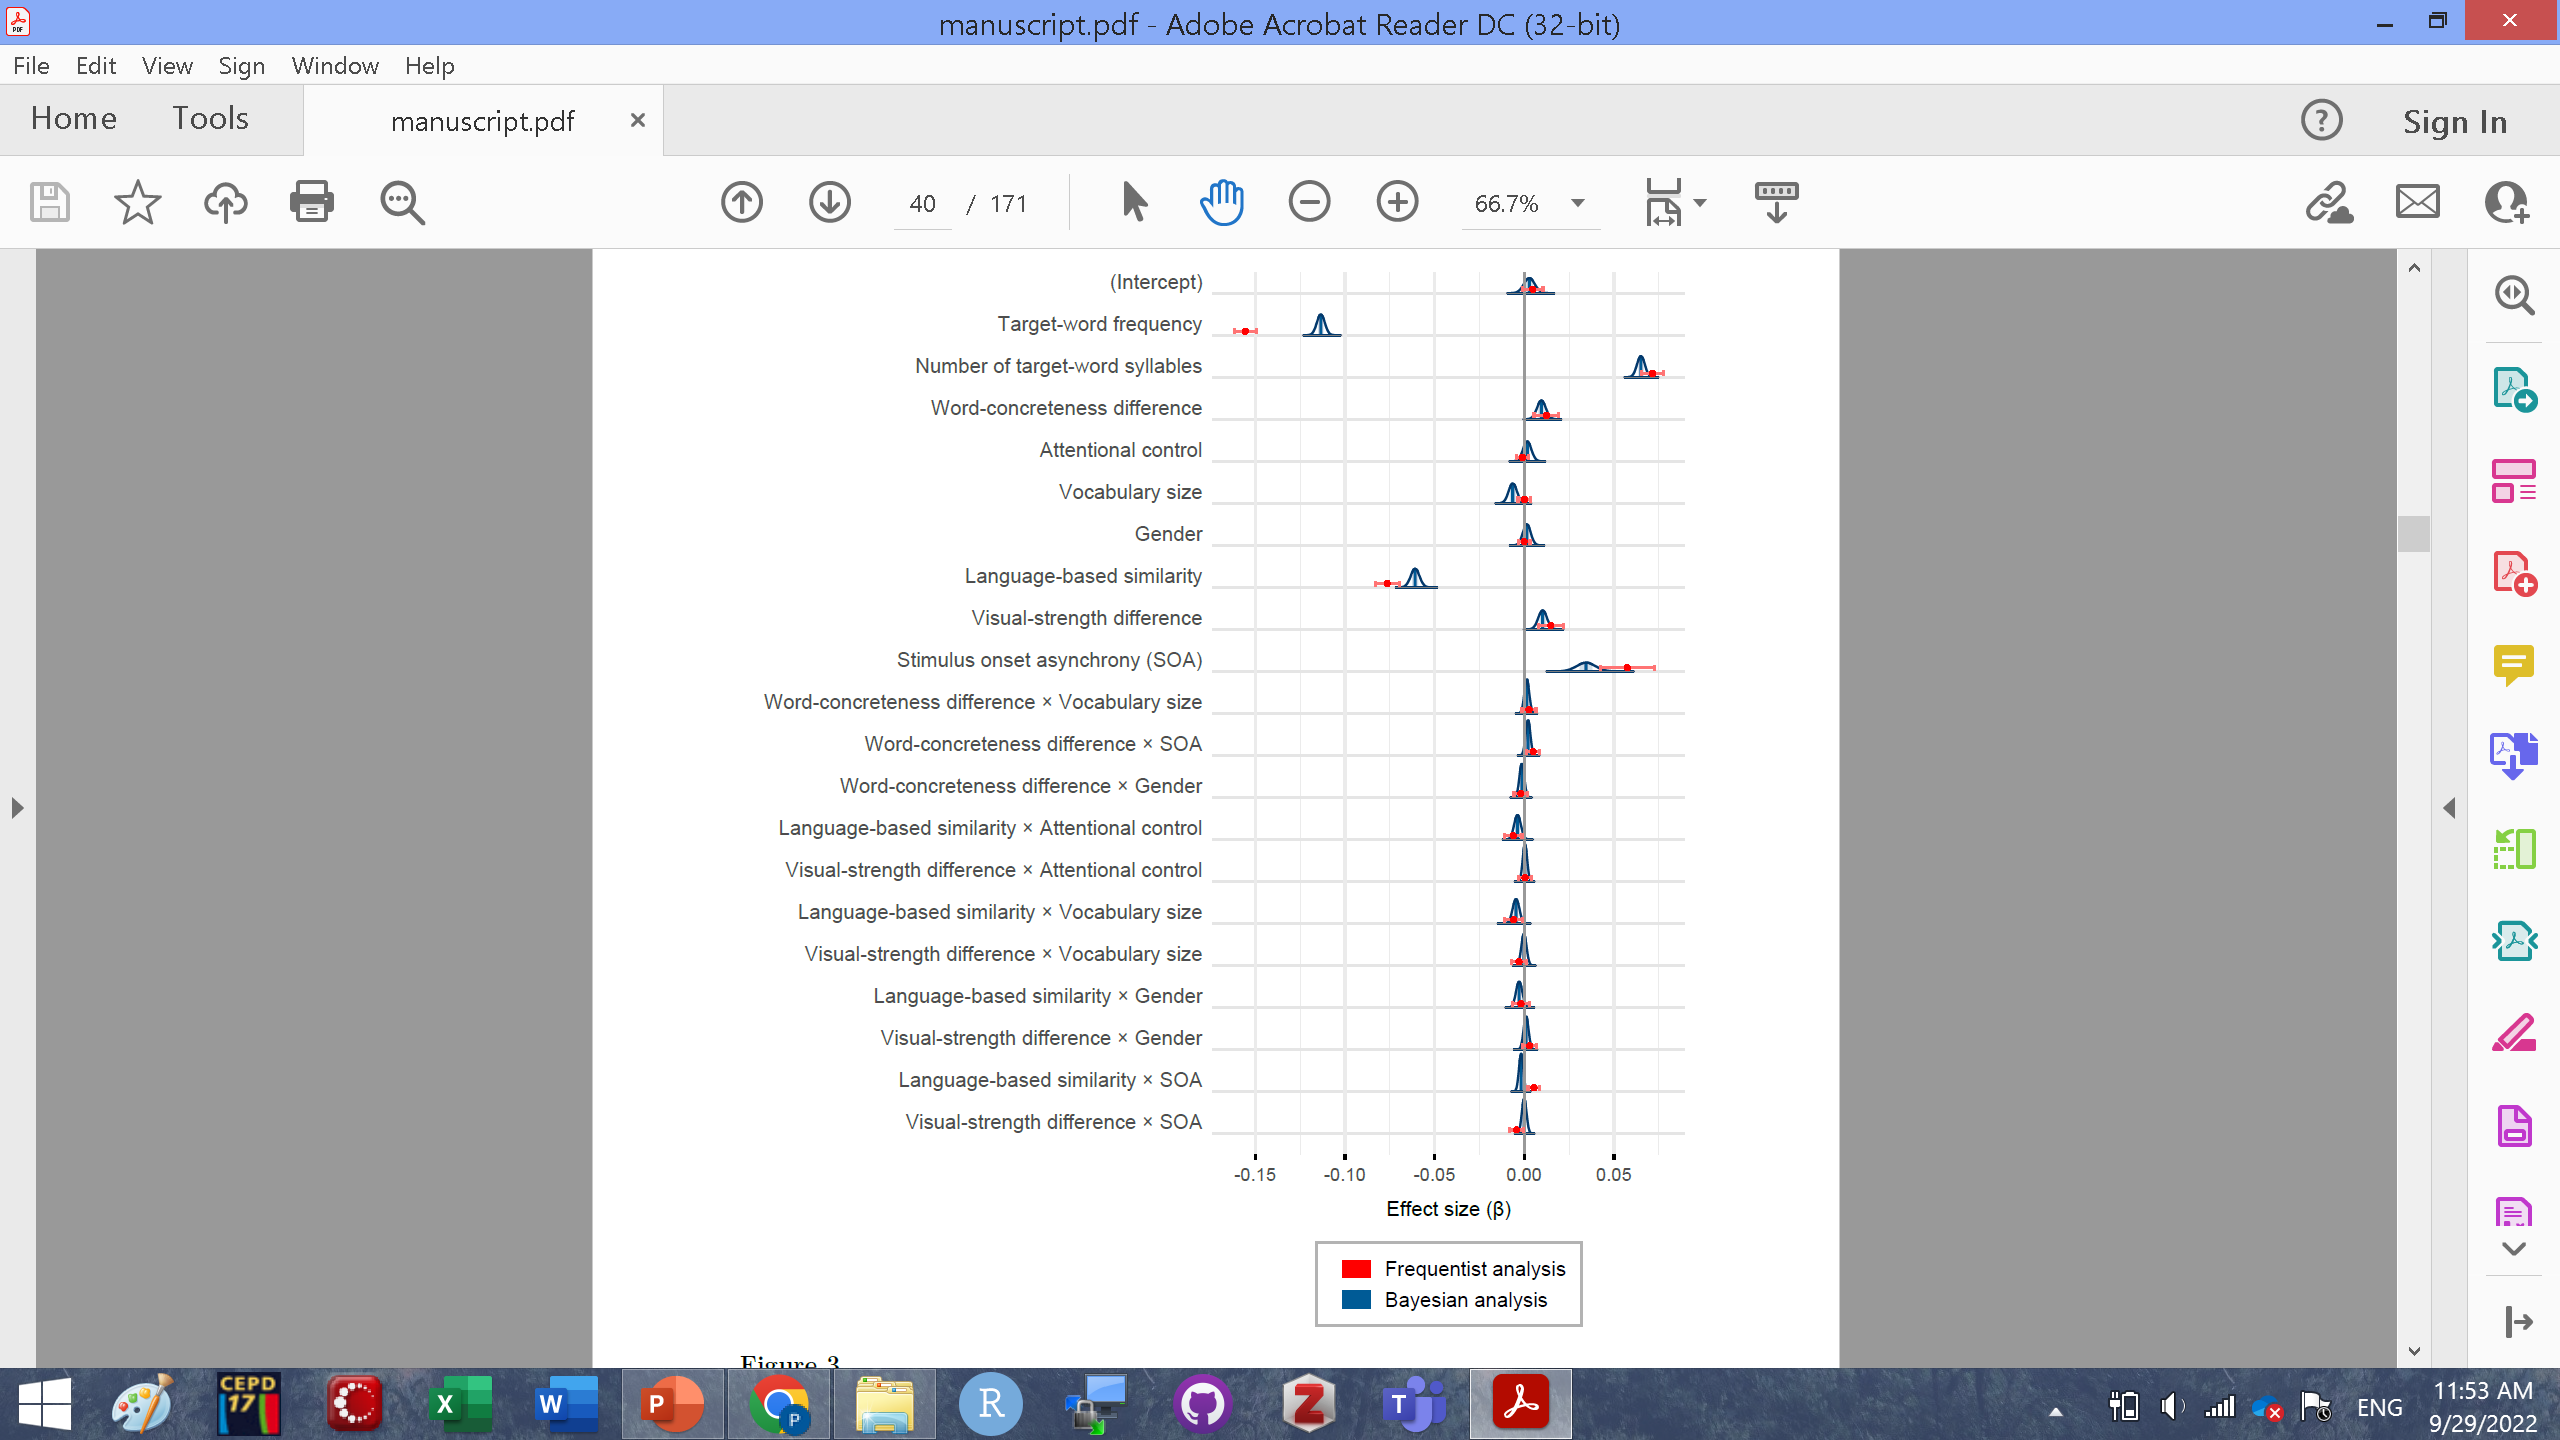 manuscript.pdf - Adobe Acrobat Reader DC (32-bit)
File Edit View Sign Window Help
Home Tools manuscript.pdf × ? Sign In
40 / 171 66.7%
(Intercept)
Target-word frequency
Number of target-word syllables
Word-concreteness difference
Attentional control
Vocabulary size
Gender
Language-based similarity
Visual-strength difference
Stimulus onset asynchrony (SOA)
Word-concreteness difference × Vocabulary size
Word-concreteness difference × SOA
Word-concreteness difference × Gender
Language-based similarity × Attentional control
Visual-strength difference × Attentional control
Language-based similarity × Vocabulary size
Visual-strength difference × Vocabulary size
Language-based similarity × Gender
Visual-strength difference × Gender
Language-based similarity × SOA
Visual-strength difference × SOA
-0.15 -0.10 -0.05 0.00 0.05
Effect size (β)
Frequentist analysis
Bayesian analysis
Figure 3
CEPD
17
X W P P R Z T
ENG
11:53 AM
9/29/2022